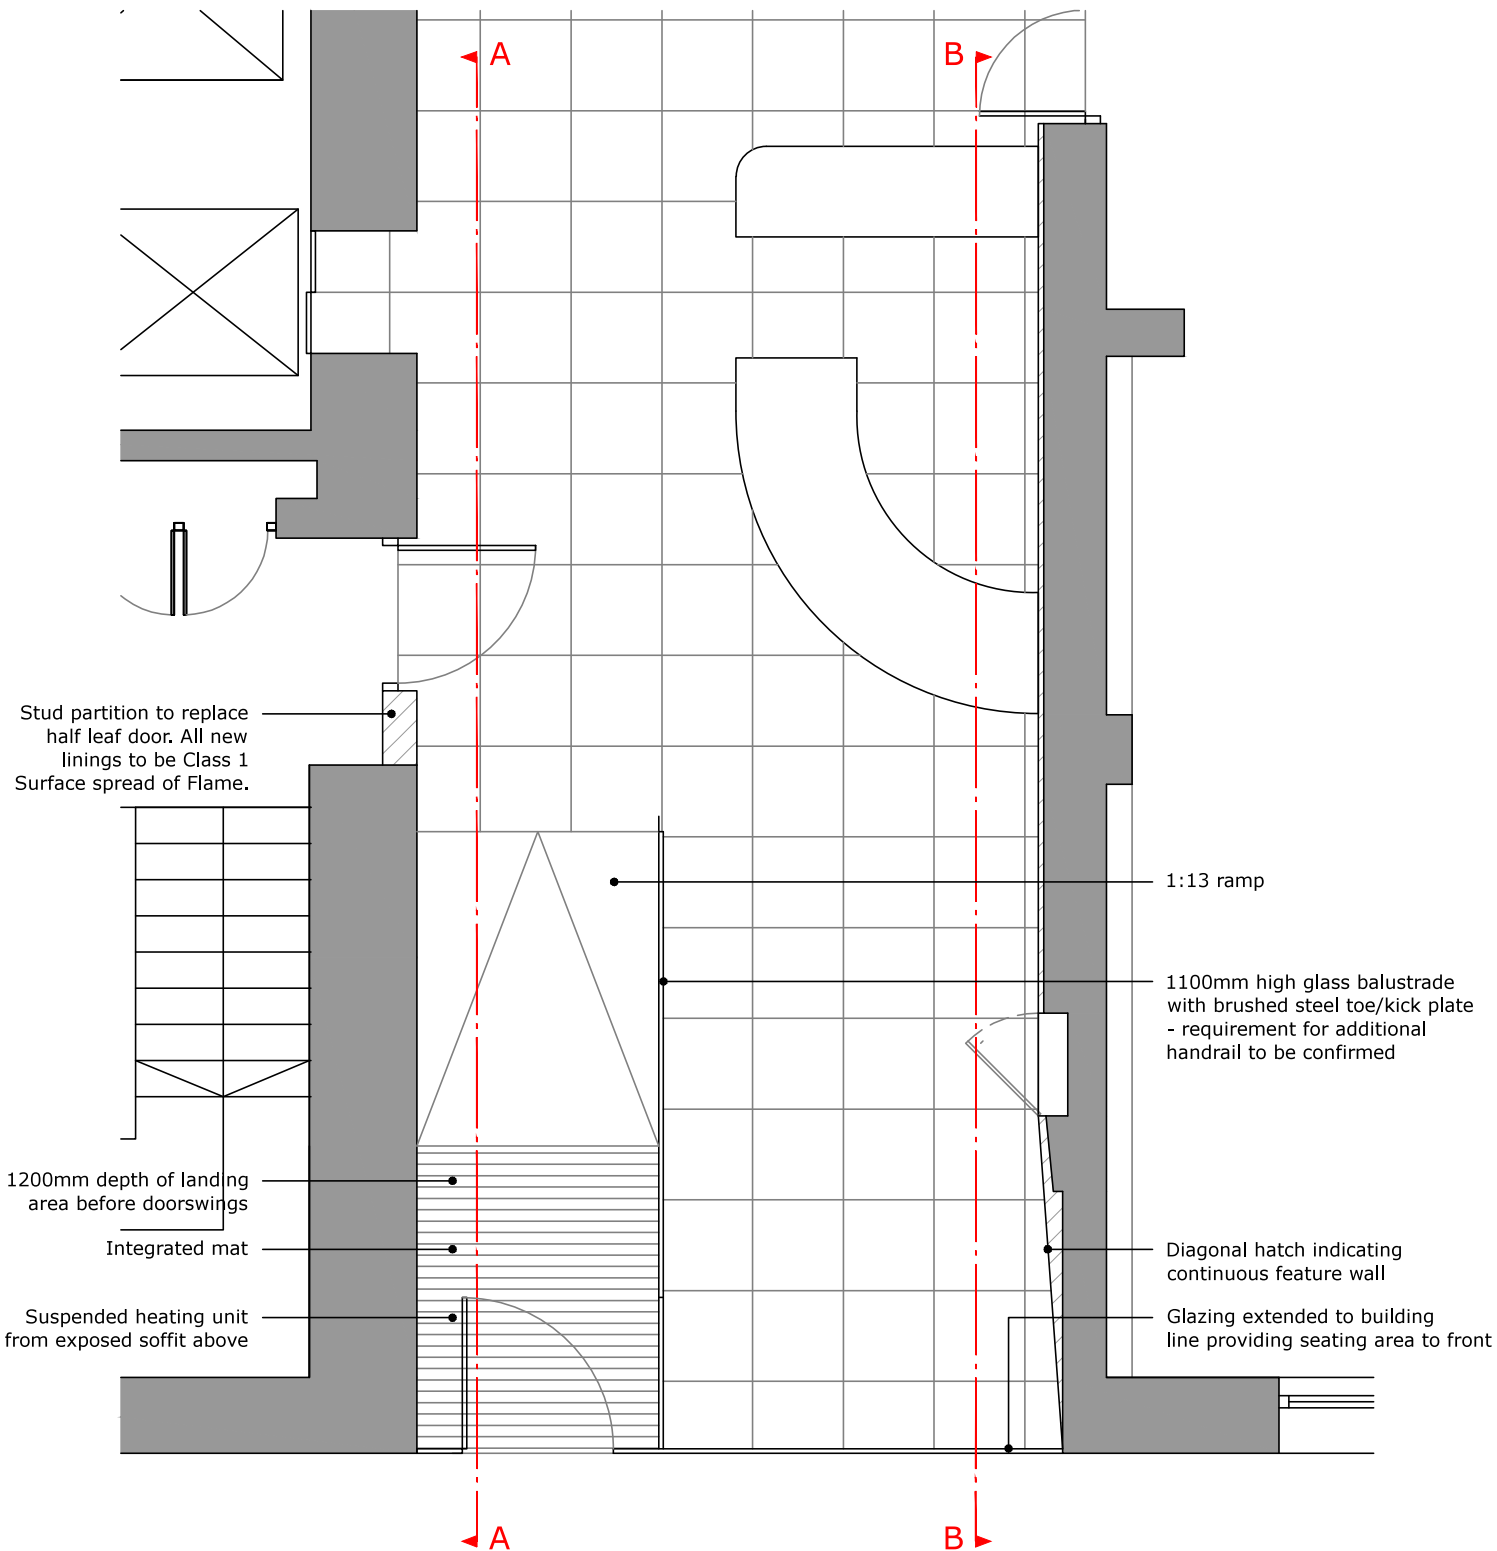 A
B
Stud partition to replace
half leaf door. All new
linings to be Class 1
Surface spread of Flame.
1:13 ramp
1100mm high glass balustrade
with brushed steel toe/kick plate
- requirement for additional
handrail to be confirmed
1200mm depth of landing
area before doorswings
Integrated mat
Diagonal hatch indicating
continuous feature wall
Suspended heating unit
from exposed soffit above
Glazing extended to building
line providing seating area to front
A
B